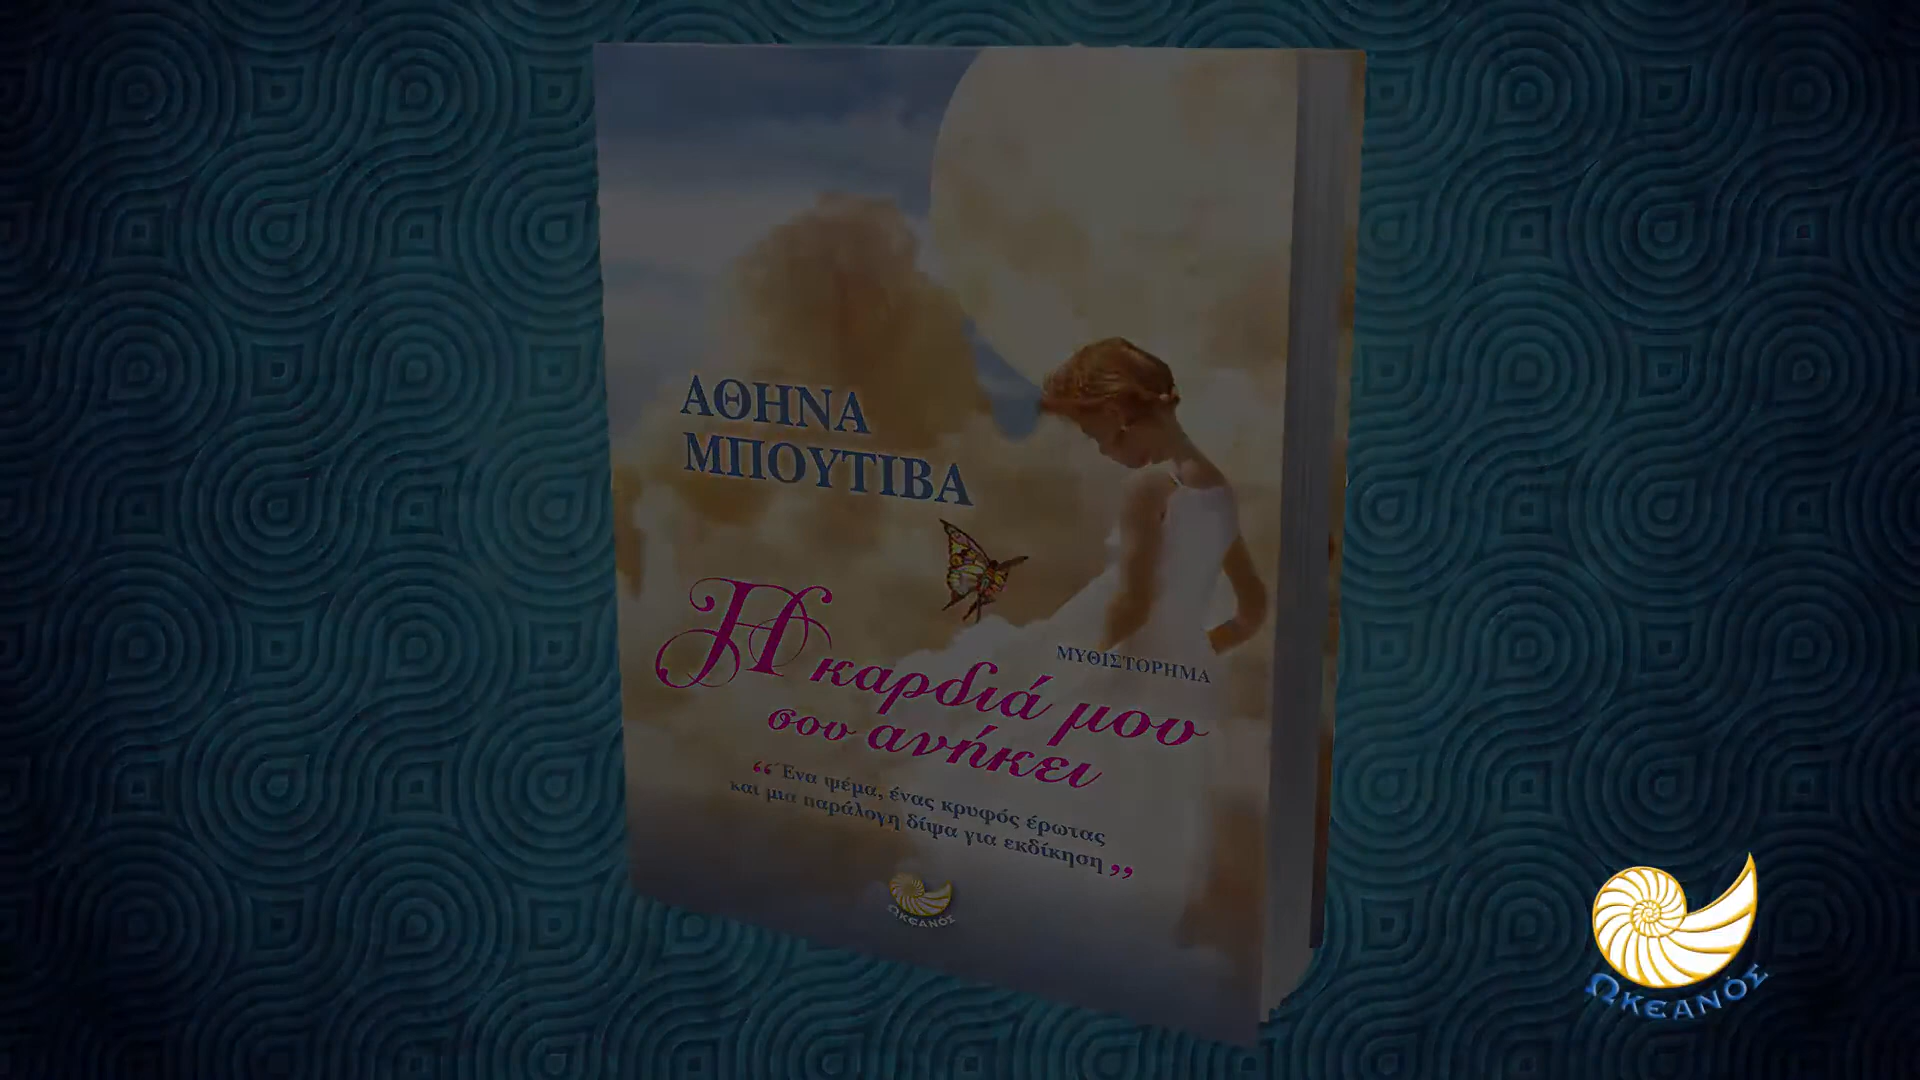 ΑΘΗΝΑ
ΜΠΟΥΤΙΒΑ
ΜΥΘΙΣΤΟΡΗΜΑ
Η καρδιά μου
σου ανήκει
“Ένα ψέμα, ένας κρυφός έρωτας
και μια παράλογη δίψα για εκδίκηση”
ΩΚΕΑΝΟΣ
ΩΚΕΑΝΟΣ